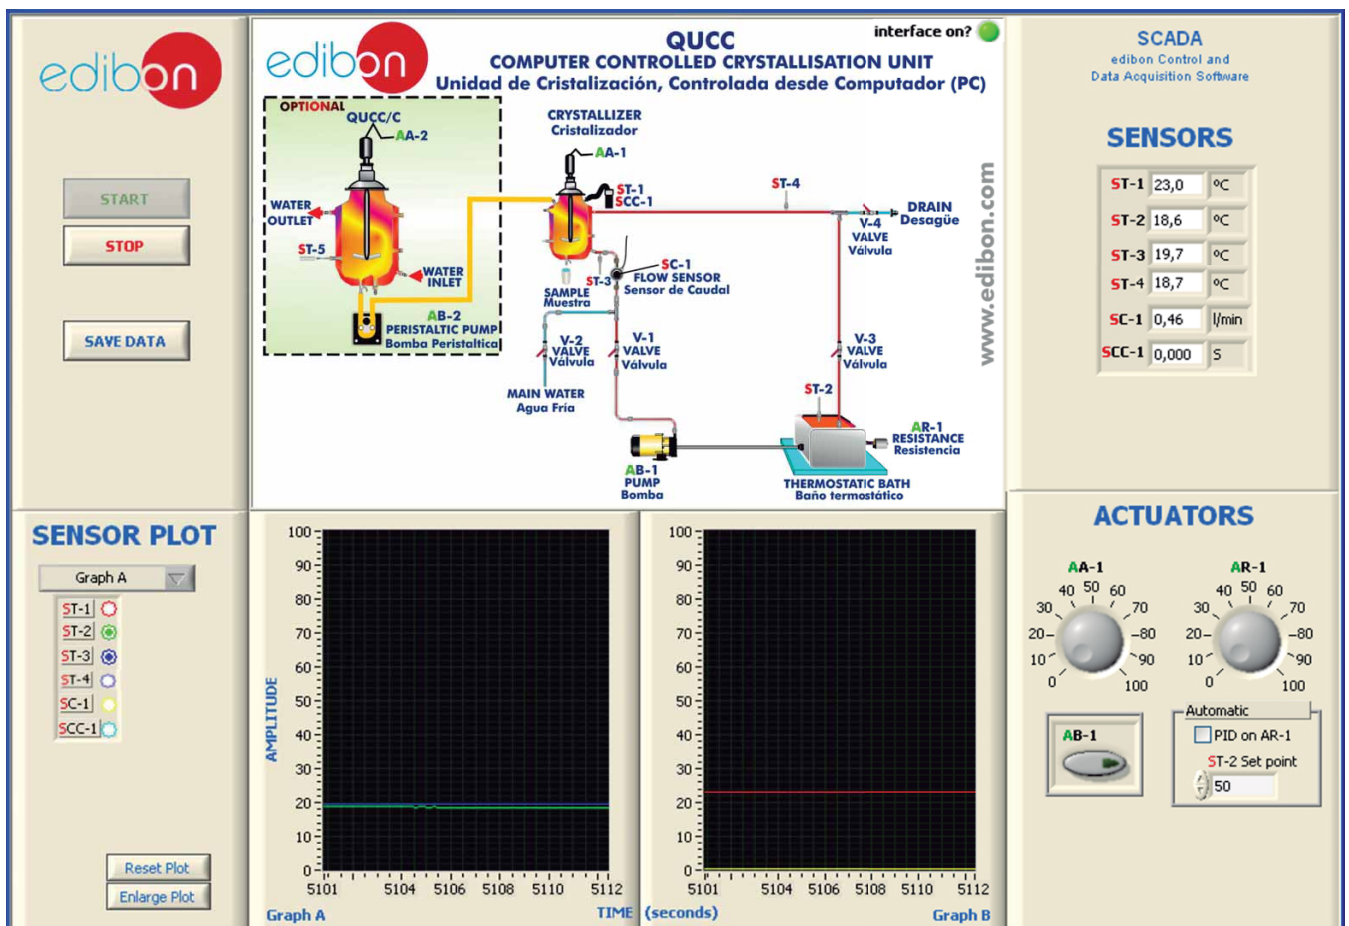 edibon
START
STOP
SAVE DATA
edibon
interface on?
QUCC
COMPUTER CONTROLLED CRYSTALLISATION UNIT
Unidad de Cristalización, Controlada desde Computador (PC)
OPTIONAL
QUCC/C
AA-2
WATER
OUTLET
ST-5
WATER
INLET
AB-2
PERISTALTIC PUMP
Bomba Peristaltica
CRYSTALLIZER
Cristalizador
AA-1
ST-1
SCC-1
ST-4
DRAIN
Desagüe
V-4
VALVE
Válvula
SC-1
FLOW SENSOR
Sensor de Caudal
ST-3
SAMPLE
Muestra
V-2
VALVE
Válvula
V-1
VALVE
Válvula
V-3
VALVE
Válvula
MAIN WATER
Agua Fría
ST-2
AR-1
RESISTANCE
Resistencia
AB-1
PUMP
Bomba
THERMOSTATIC BATH
Baño termostático
www.edibon.com
SCADA
edibon Control and
Data Acquisition Software
SENSORS
ST-1 23,0 ºC
ST-2 18,6 ºC
ST-3 19,7 ºC
ST-4 18,7 ºC
SC-1 0,46 l/min
SCC-1 0,000 S
SENSOR PLOT
Graph A
ST-1
ST-2
ST-3
ST-4
SC-1
SCC-1
Reset Plot
Enlarge Plot
AMPLITUDE
100
90
80
70
60
50
40
30
20
10
0
5101 5104 5106 5108 5110 5112
Graph A
TIME (seconds)
100
90
80
70
60
50
40
30
20
10
0
5101 5104 5106 5108 5110 5112
Graph B
ACTUATORS
AA-1
0 10 20 30 40 50 60 70 80 90 100
AR-1
0 10 20 30 40 50 60 70 80 90 100
AB-1
Automatic
PID on AR-1
ST-2 Set point
50